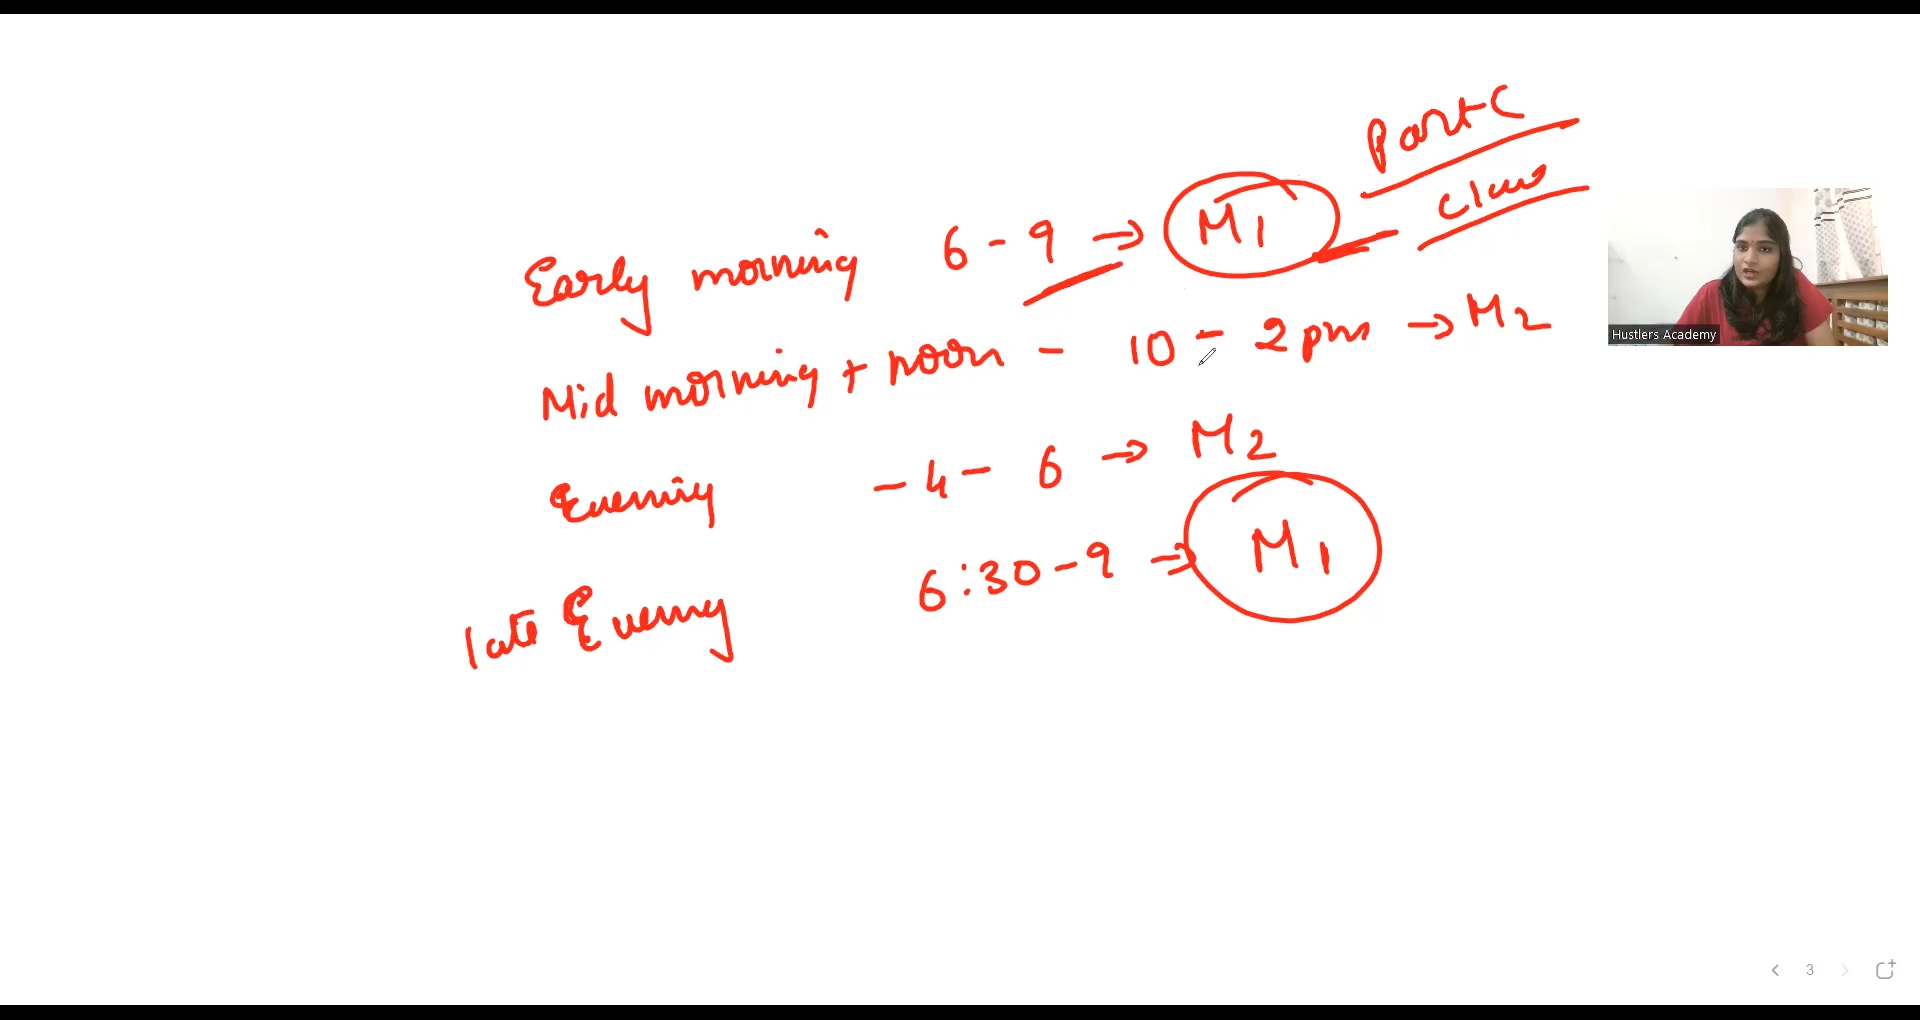 Part C
class
Early morning 6 - 9 → M1
Mid morning + noon - 10 - 2 pm → M2
Evening - 4 - 6 → M2
late Evening 6:30 - 9 → M1
Hustlers Academy
3